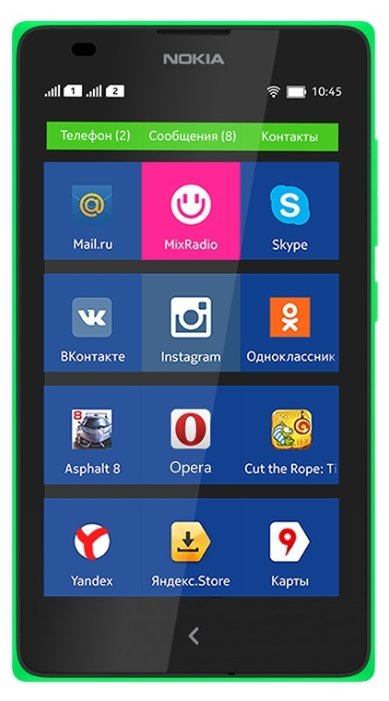 NOKIA
1 2 10:45
Телефон (2) Сообщения (8) Контакты
@
Mail.ru MixRadio Skype
ВКонтакте Instagram Одноклассник
8
Asphalt 8 Opera Cut the Rope: Ti
Yandex Яндекс.Store Карты